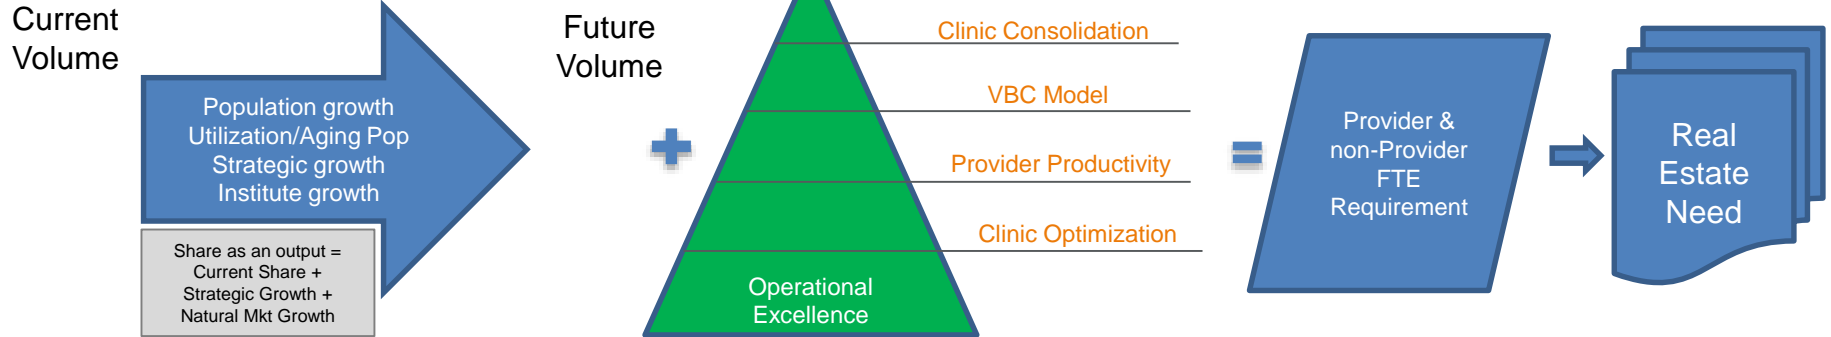 Current
Volume
Population growth
Utilization/Aging Pop
Strategic growth
Institute growth
Share as an output =
Current Share +
Strategic Growth +
Natural Mkt Growth
Future
Volume
Clinic Consolidation
VBC Model
Provider Productivity
Clinic Optimization
Operational
Excellence
Provider &
non-Provider
FTE
Requirement
Real
Estate
Need